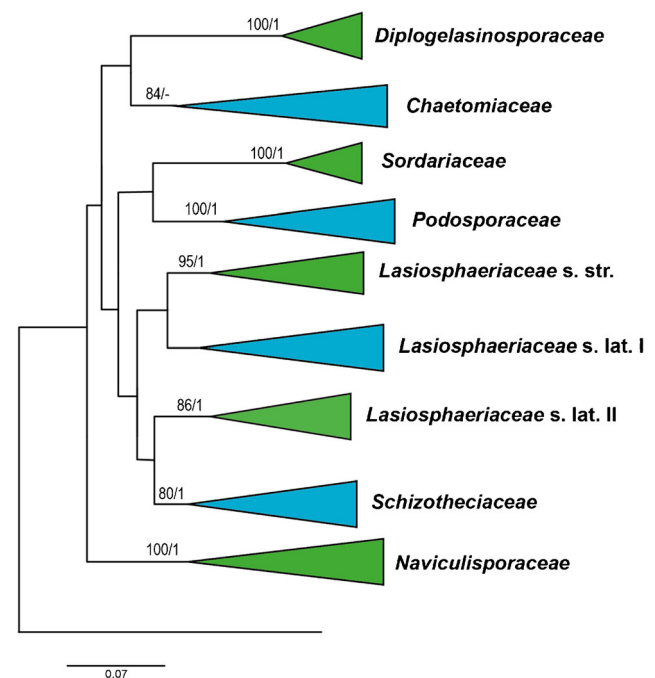 100/1
Diplogelasinosporaceae
84/-
Chaetomiaceae
100/1
Sordariaceae
100/1
Podosporaceae
95/1
Lasiosphaeriaceae s. str.
Lasiosphaeriaceae s. lat. I
86/1
Lasiosphaeriaceae s. lat. II
80/1
Schizotheciaceae
100/1
Naviculisporaceae
0.07